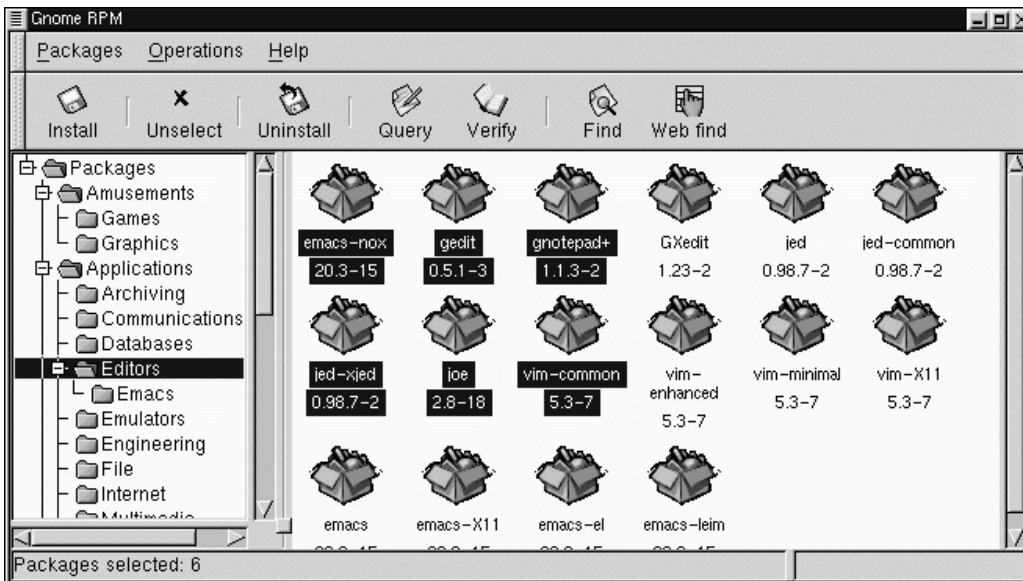 Gnome RPM
Packages Operations Help
Install Unselect Uninstall Query Verify Find Web find
Packages
Amusements
Games
Graphics
Applications
Archiving
Communications
Databases
Editors
Emacs
Emulators
Engineering
File
Internet
Multimedia
emacs-nox gedit gnotepad+ GXedit jed jed-common
20.3-15 0.5.1-3 1.1.3-2 1.23-2 0.98.7-2 0.98.7-2
jed-xjed joe vim-common vim-enhanced vim-minimal vim-X11
0.98.7-2 2.8-18 5.3-7 5.3-7 5.3-7 5.3-7
emacs emacs-X11 emacs-el emacs-leim
Packages selected: 6